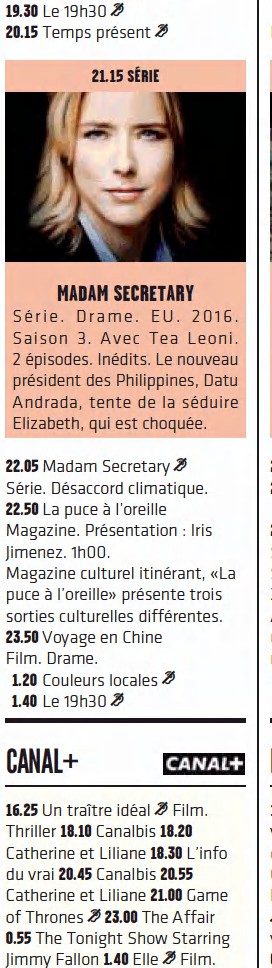 19.30 Le 19h30
20.15 Temps présent
21.15 SÉRIE
MADAM SECRETARY
Série. Drame. EU. 2016.
Saison 3. Avec Tea Leoni.
2 épisodes. Inédits. Le nouveau
président des Philippines, Datu
Andrada, tente de la séduire
Elizabeth, qui est choquée.
22.05 Madam Secretary
Série. Désaccord climatique.
22.50 La puce à l'oreille
Magazine. Présentation : Iris
Jimenez. 1h00.
Magazine culturel itinérant, «La
puce à l'oreille» présente trois
sorties culturelles différentes.
23.50 Voyage en Chine
Film. Drame.
1.20 Couleurs locales
1.40 Le 19h30
CANAL+
CANAL+
16.25 Un traître idéal Film.
Thriller 18.10 Canalbis 18.20
Catherine et Liliane 18.30 L'info
du vrai 20.45 Canalbis 20.55
Catherine et Liliane 21.00 Game
of Thrones 23.00 The Affair
0.55 The Tonight Show Starring
Jimmy Fallon 1.40 Elle Film.